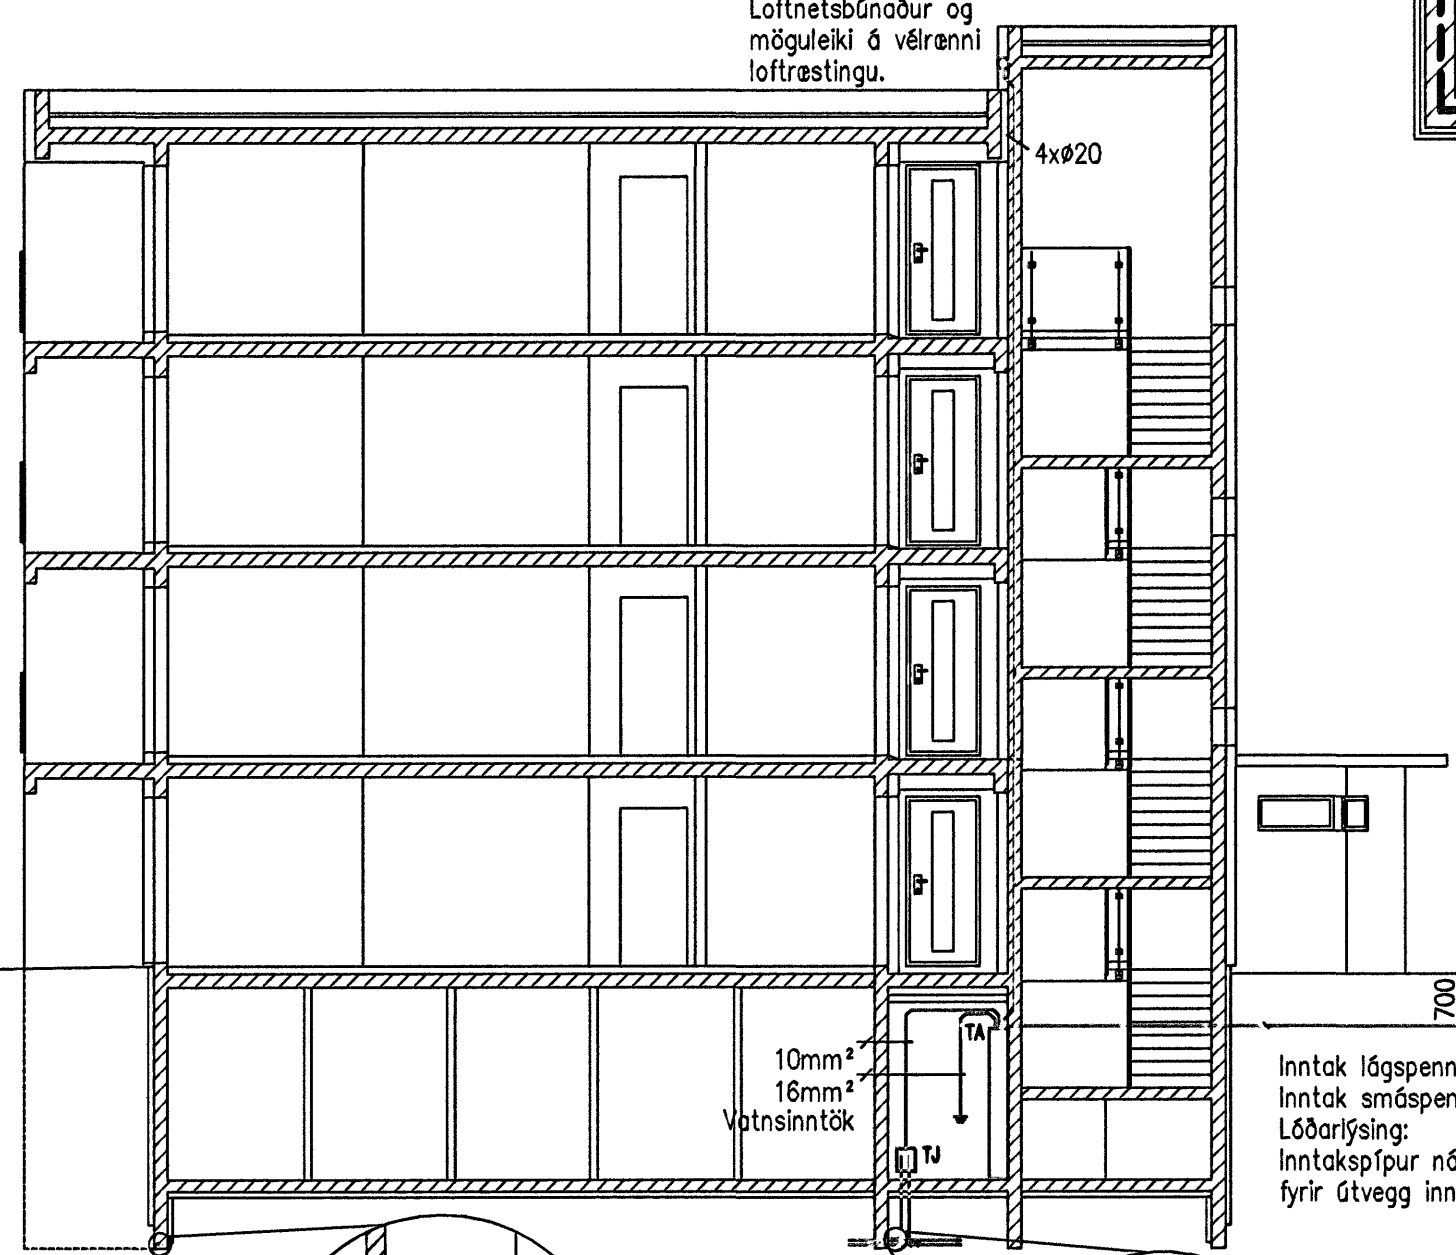 Loftnetsbúnaður og
möguleiki á vélrænni
loftræstingu.
4xø20
TA
10mm²
16mm²
Vatnsinntök
TJ
700
Inntak lágspenn
Inntak smáspen
Lóðarlýsing:
Inntakspípur ná
fyrir útvegg inn